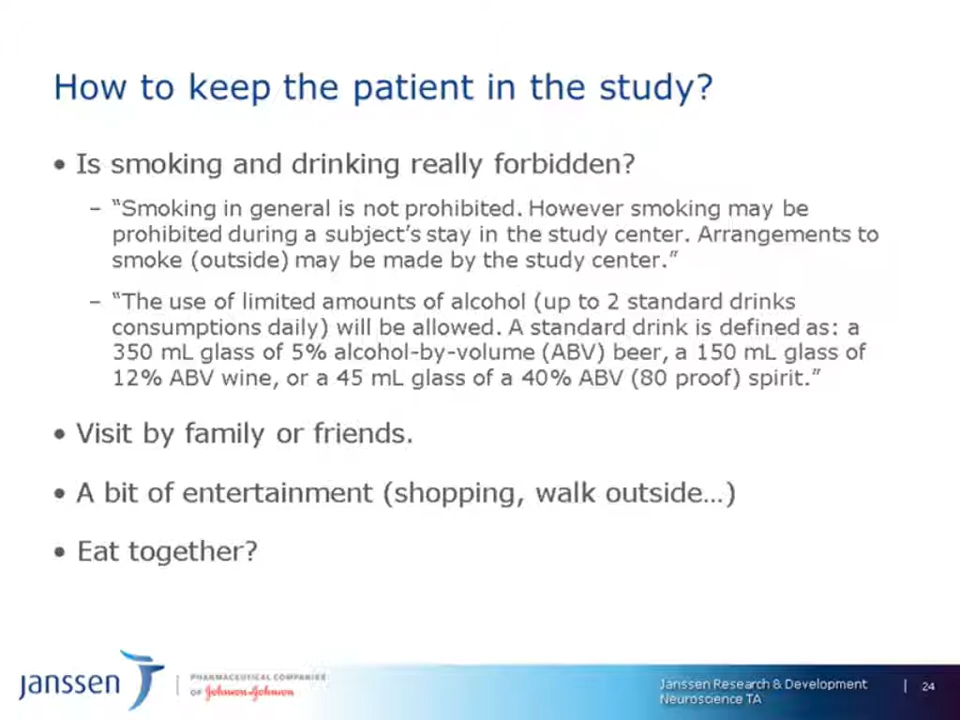 How to keep the patient in the study?
• Is smoking and drinking really forbidden?
– “Smoking in general is not prohibited. However smoking may be
prohibited during a subject’s stay in the study center. Arrangements to
smoke (outside) may be made by the study center.”
– “The use of limited amounts of alcohol (up to 2 standard drinks
consumptions daily) will be allowed. A standard drink is defined as: a
350 mL glass of 5% alcohol-by-volume (ABV) beer, a 150 mL glass of
12% ABV wine, or a 45 mL glass of a 40% ABV (80 proof) spirit.”
• Visit by family or friends.
• A bit of entertainment (shopping, walk outside…)
• Eat together?
janssen
PHARMACEUTICAL COMPANIES
OF Johnson & Johnson
Janssen Research & Development
Neuroscience TA
24